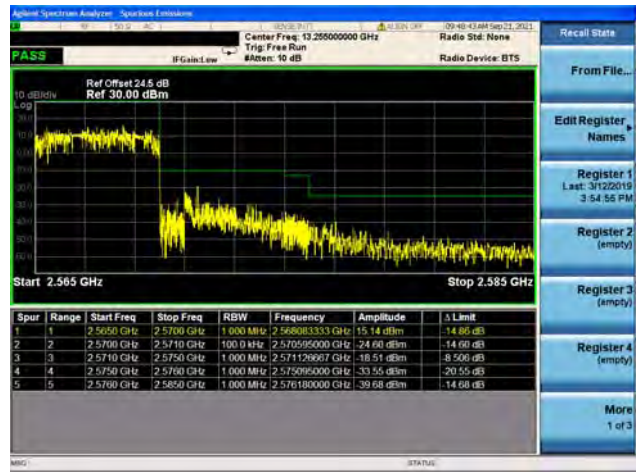 Agilent Spectrum Analyzer Spurious Emissions
RF 50 Ω AC SENSE:INT ALIGN OFF 09:48:43 AM Sep 21, 2021
Center Freq: 13.255000000 GHz Radio Std: None
Trig: Free Run
PASS IFGain:Low #Atten: 10 dB Radio Device: BTS
Ref Offset 24.5 dB
10 dB/div Ref 30.00 dBm
Log
Start 2.565 GHz Stop 2.585 GHz
Spur Range Start Freq Stop Freq RBW Frequency Amplitude Δ Limit
1 1 2.5650 GHz 2.5700 GHz 1.000 MHz 2.568083333 GHz 15.14 dBm -14.86 dB
2 2 2.5700 GHz 2.5710 GHz 100.0 kHz 2.570595000 GHz -24.60 dBm -14.60 dB
3 3 2.5710 GHz 2.5750 GHz 1.000 MHz 2.571126667 GHz -18.51 dBm -8.506 dB
4 4 2.5750 GHz 2.5760 GHz 1.000 MHz 2.575095000 GHz -33.55 dBm -20.55 dB
5 5 2.5760 GHz 2.5850 GHz 1.000 MHz 2.576180000 GHz -39.68 dBm -14.68 dB
MSG STATUS
Recall State
From File...
Edit Register
Names
Register 1
Last: 3/12/2019
3:54:55 PM
Register 2
(empty)
Register 3
(empty)
Register 4
(empty)
More
1 of 3